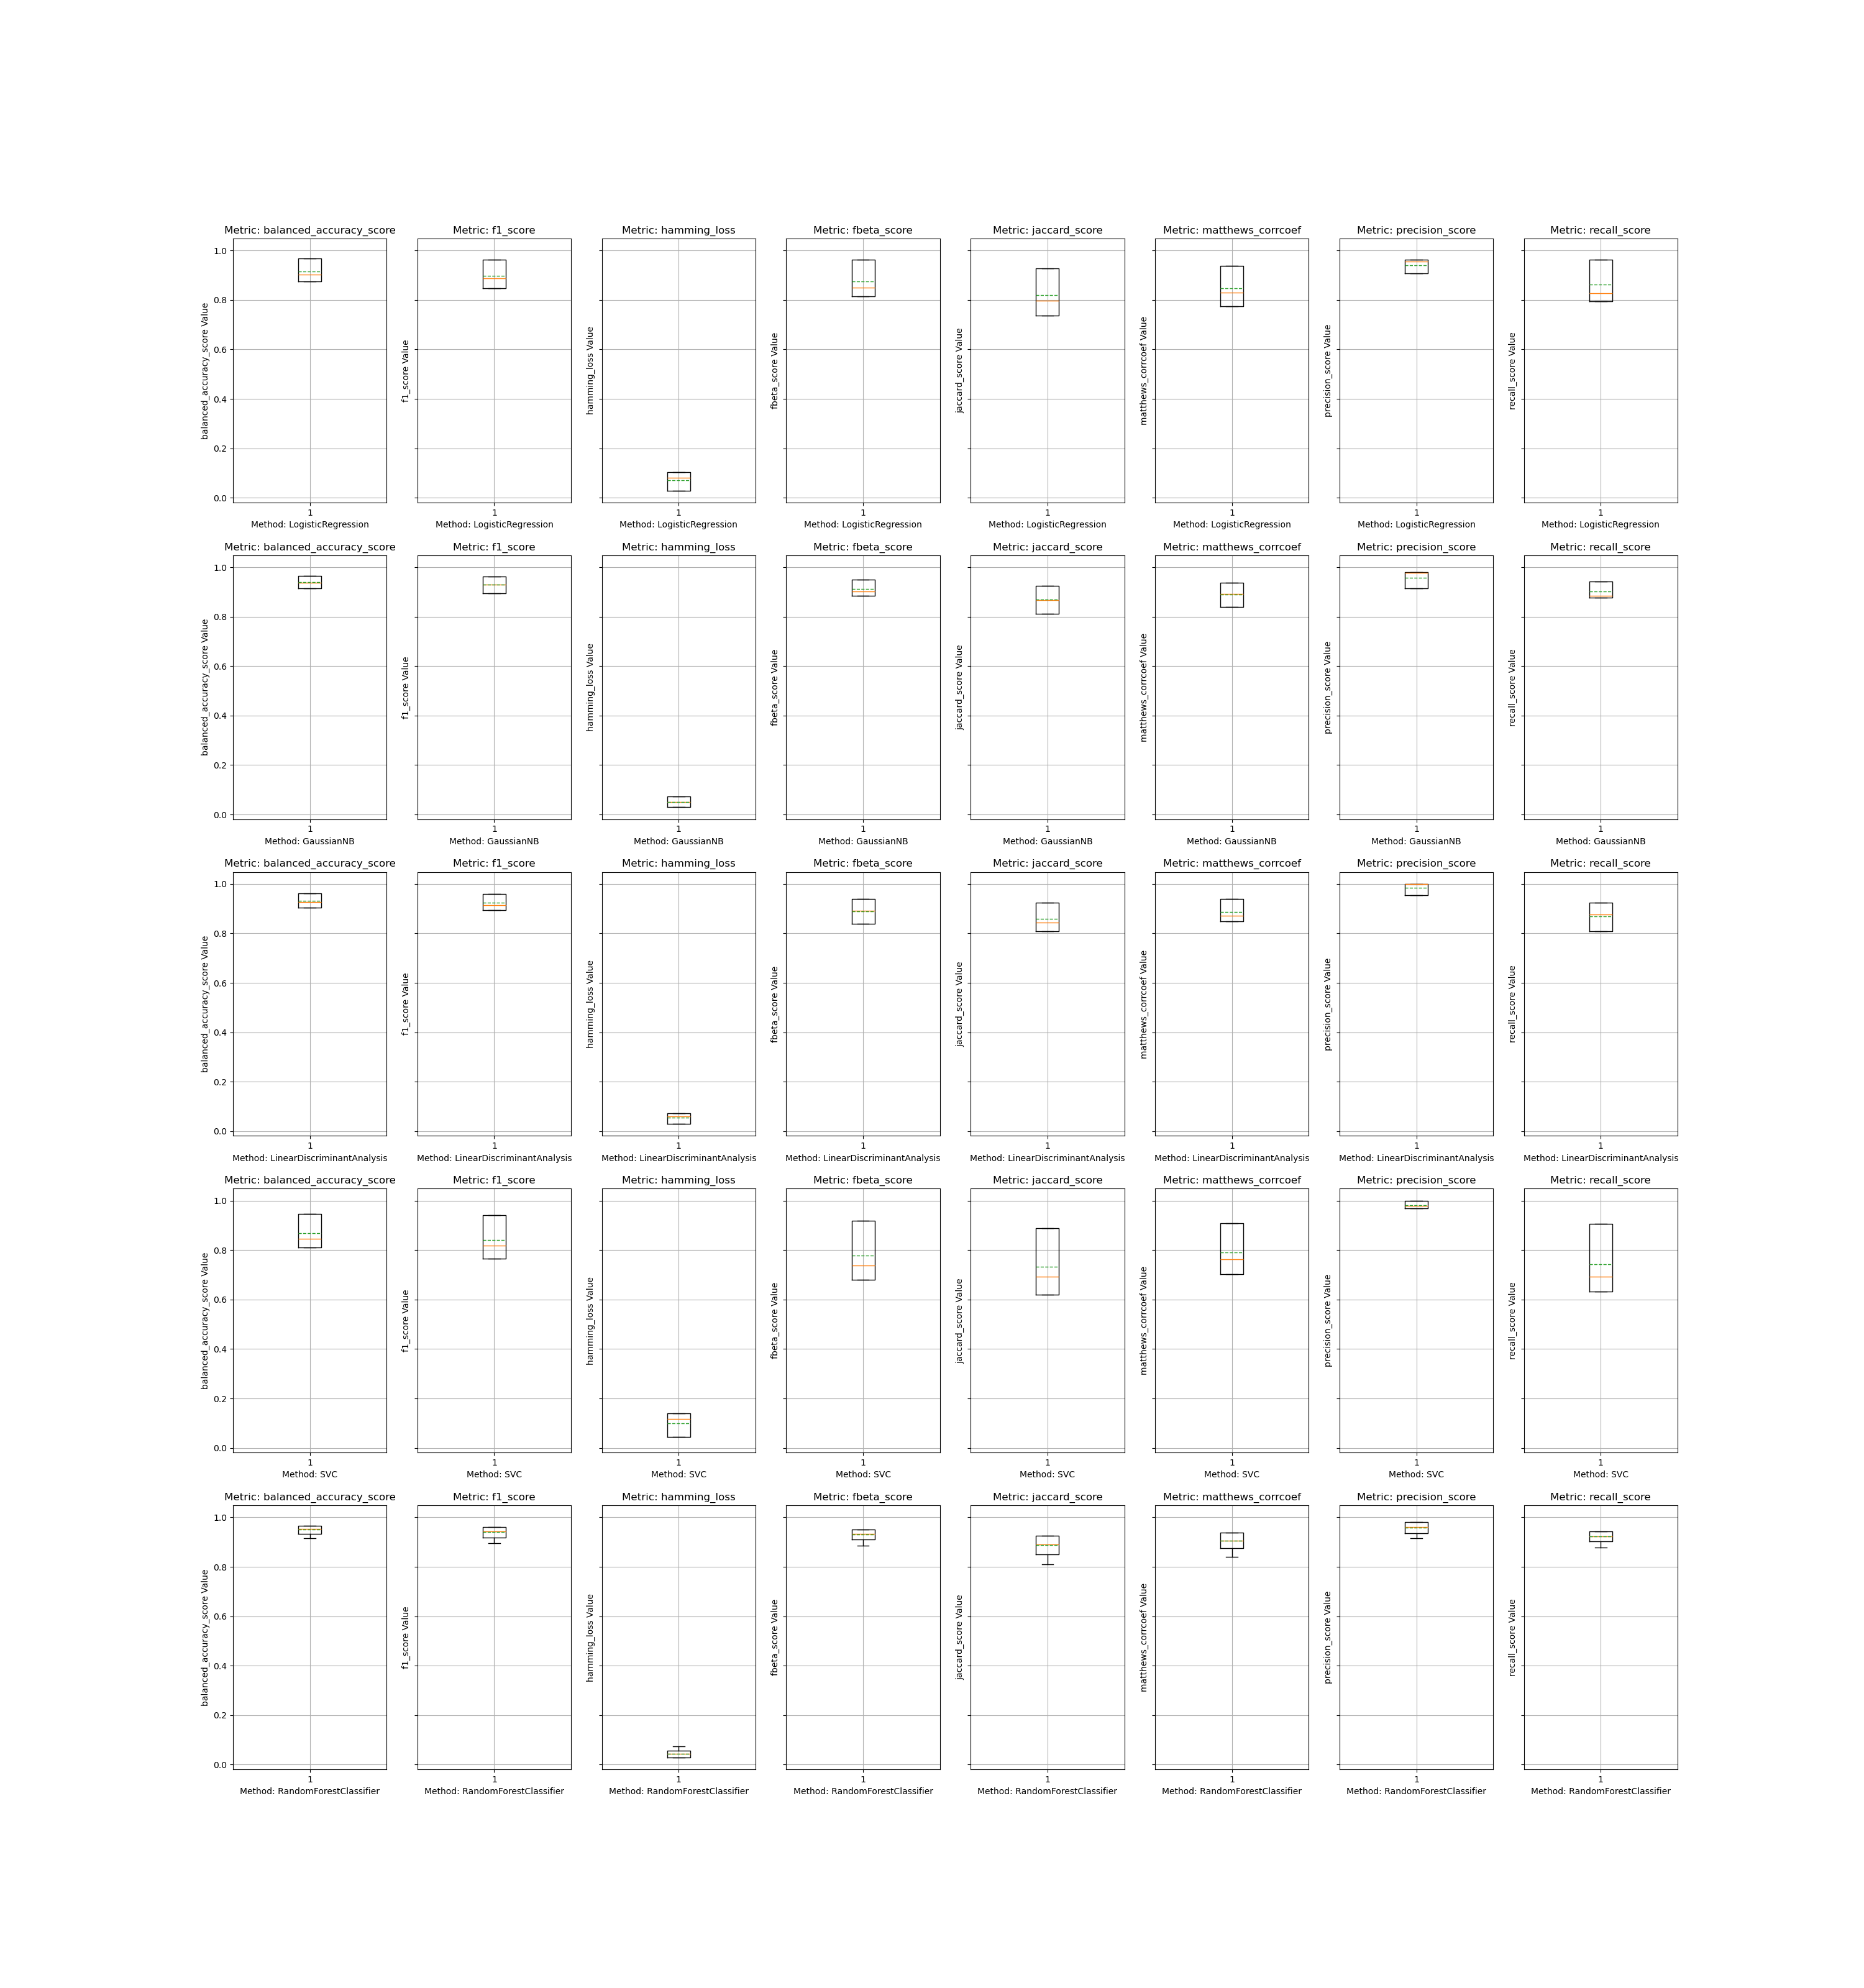 Metric: balanced_accuracy_score Metric: f1_score Metric: hamming_loss Metric: fbeta_score Metric: jaccard_score Metric: matthews_corrcoef Metric: precision_score Metric: recall_score
1.0
0.8
0.6
0.4
0.2
0.0
balanced_accuracy_score Value
f1_score Value
hamming_loss Value
fbeta_score Value
jaccard_score Value
matthews_corrcoef Value
precision_score Value
recall_score Value
1 1 1 1 1 1 1 1
Method: LogisticRegression Method: LogisticRegression Method: LogisticRegression Method: LogisticRegression Method: LogisticRegression Method: LogisticRegression Method: LogisticRegression Method: LogisticRegression
Metric: balanced_accuracy_score Metric: f1_score Metric: hamming_loss Metric: fbeta_score Metric: jaccard_score Metric: matthews_corrcoef Metric: precision_score Metric: recall_score
1.0
0.8
0.6
0.4
0.2
0.0
balanced_accuracy_score Value
f1_score Value
hamming_loss Value
fbeta_score Value
jaccard_score Value
matthews_corrcoef Value
precision_score Value
recall_score Value
1 1 1 1 1 1 1 1
Method: GaussianNB Method: GaussianNB Method: GaussianNB Method: GaussianNB Method: GaussianNB Method: GaussianNB Method: GaussianNB Method: GaussianNB
Metric: balanced_accuracy_score Metric: f1_score Metric: hamming_loss Metric: fbeta_score Metric: jaccard_score Metric: matthews_corrcoef Metric: precision_score Metric: recall_score
1.0
0.8
0.6
0.4
0.2
0.0
balanced_accuracy_score Value
f1_score Value
hamming_loss Value
fbeta_score Value
jaccard_score Value
matthews_corrcoef Value
precision_score Value
recall_score Value
1 1 1 1 1 1 1 1
Method: LinearDiscriminantAnalysis Method: LinearDiscriminantAnalysis Method: LinearDiscriminantAnalysis Method: LinearDiscriminantAnalysis Method: LinearDiscriminantAnalysis Method: LinearDiscriminantAnalysis Method: LinearDiscriminantAnalysis Method: LinearDiscriminantAnalysis
Metric: balanced_accuracy_score Metric: f1_score Metric: hamming_loss Metric: fbeta_score Metric: jaccard_score Metric: matthews_corrcoef Metric: precision_score Metric: recall_score
1.0
0.8
0.6
0.4
0.2
0.0
balanced_accuracy_score Value
f1_score Value
hamming_loss Value
fbeta_score Value
jaccard_score Value
matthews_corrcoef Value
precision_score Value
recall_score Value
1 1 1 1 1 1 1 1
Method: SVC Method: SVC Method: SVC Method: SVC Method: SVC Method: SVC Method: SVC Method: SVC
Metric: balanced_accuracy_score Metric: f1_score Metric: hamming_loss Metric: fbeta_score Metric: jaccard_score Metric: matthews_corrcoef Metric: precision_score Metric: recall_score
1.0
0.8
0.6
0.4
0.2
0.0
balanced_accuracy_score Value
f1_score Value
hamming_loss Value
fbeta_score Value
jaccard_score Value
matthews_corrcoef Value
precision_score Value
recall_score Value
1 1 1 1 1 1 1 1
Method: RandomForestClassifier Method: RandomForestClassifier Method: RandomForestClassifier Method: RandomForestClassifier Method: RandomForestClassifier Method: RandomForestClassifier Method: RandomForestClassifier Method: RandomForestClassifier